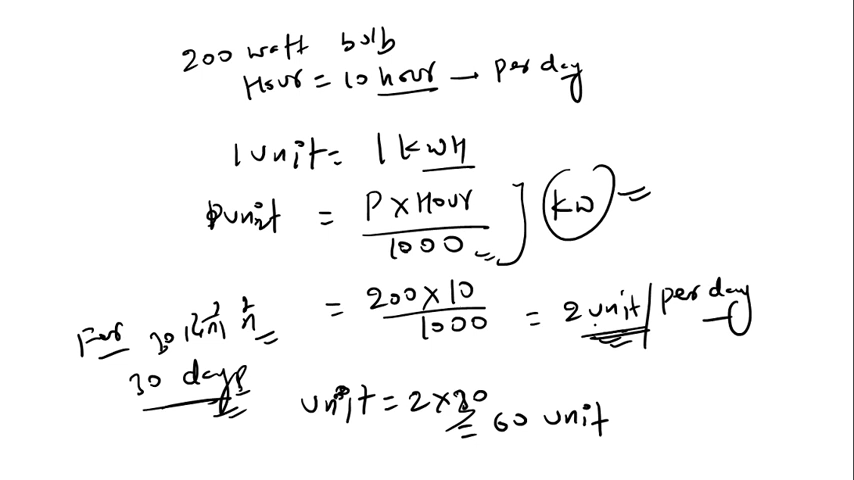 200 watt bulb
Hour = 10 hour → per day
1 unit = 1 kWH
unit = P × Hour / 1000 ] kw
= 200 × 10 / 1000 = 2 unit / per day
For 30
30 days
unit = 2 × 30
= 60 unit